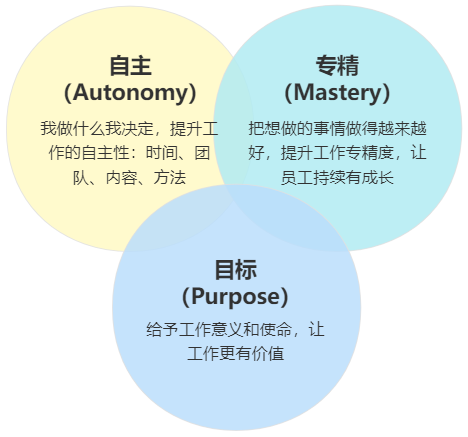 自主
（Autonomy）
我做什么我决定，提升工
作的自主性：时间、团
队、内容、方法
专精
（Mastery）
把想做的事情做得越来越
好，提升工作专精度，让
员工持续有成长
目标
（Purpose）
给予工作意义和使命，让
工作更有价值